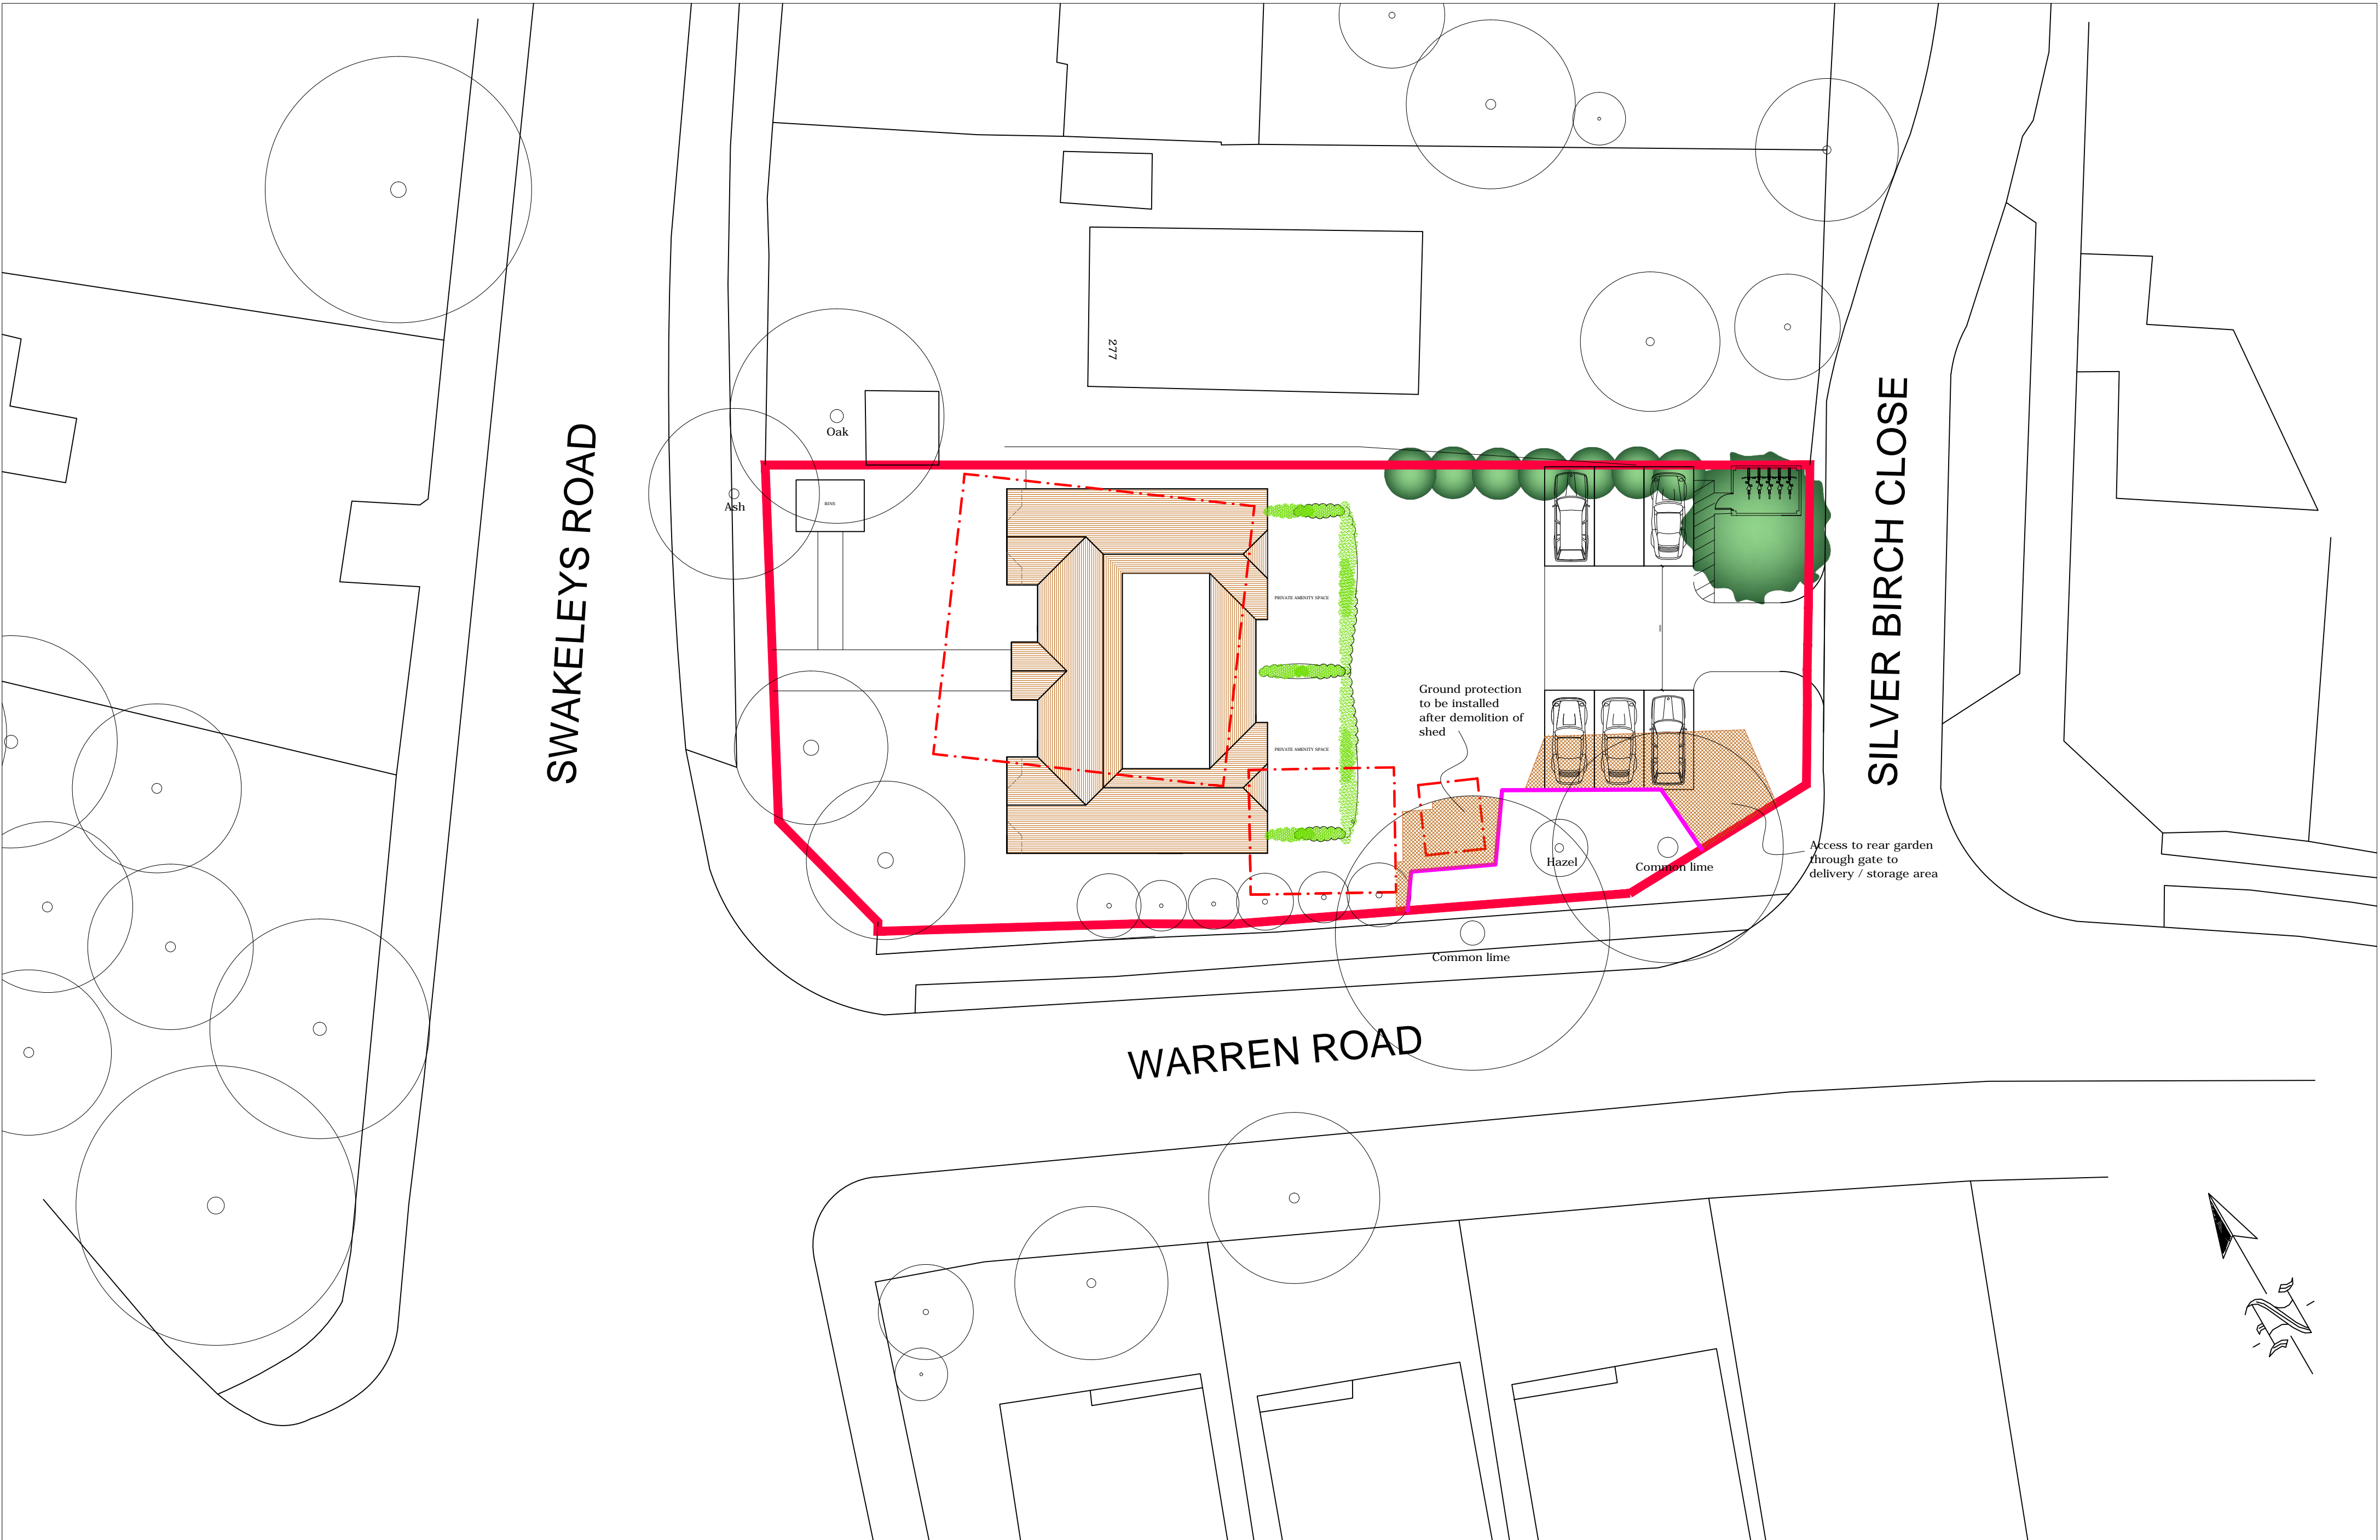 277
Oak
Ash
BINS
SWAKELEYS ROAD
SILVER BIRCH CLOSE
PRIVATE AMENITY SPACE
Ground protection
to be installed
after demolition of
shed
PRIVATE AMENITY SPACE
Access to rear garden
through gate to
delivery / storage area
Hazel
Common lime
Common lime
WARREN ROAD
N